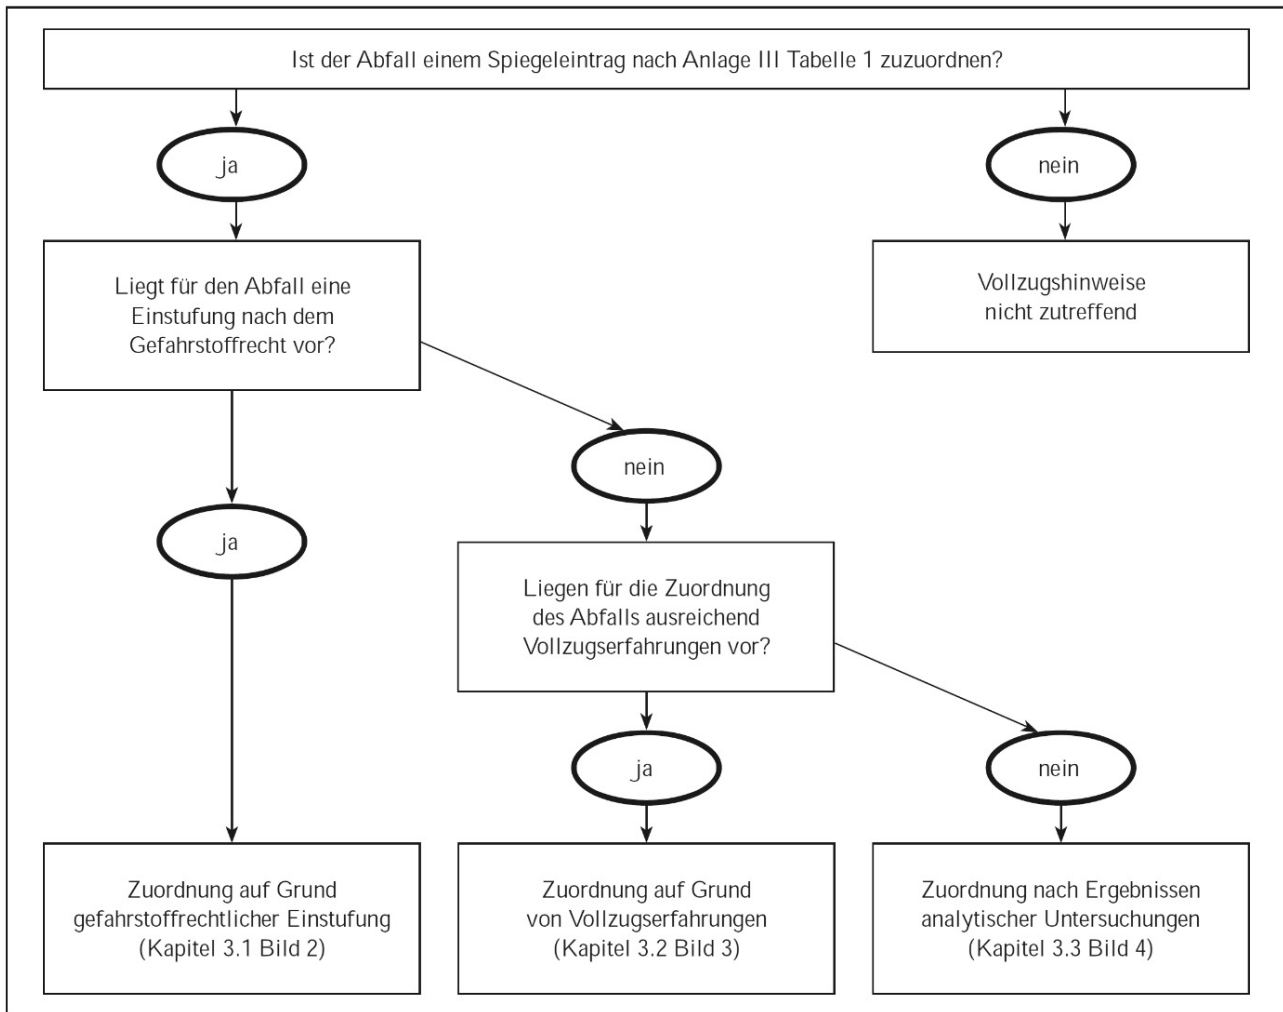 Ist der Abfall einem Spiegeleintrag nach Anlage III Tabelle 1 zuzuordnen?
ja
nein
Liegt für den Abfall eine
Einstufung nach dem
Gefahrstoffrecht vor?
Vollzugshinweise
nicht zutreffend
nein
ja
Liegen für die Zuordnung
des Abfalls ausreichend
Vollzugserfahrungen vor?
ja
nein
Zuordnung auf Grund
gefahrstoffrechtlicher Einstufung
(Kapitel 3.1 Bild 2)
Zuordnung auf Grund
von Vollzugserfahrungen
(Kapitel 3.2 Bild 3)
Zuordnung nach Ergebnissen
analytischer Untersuchungen
(Kapitel 3.3 Bild 4)